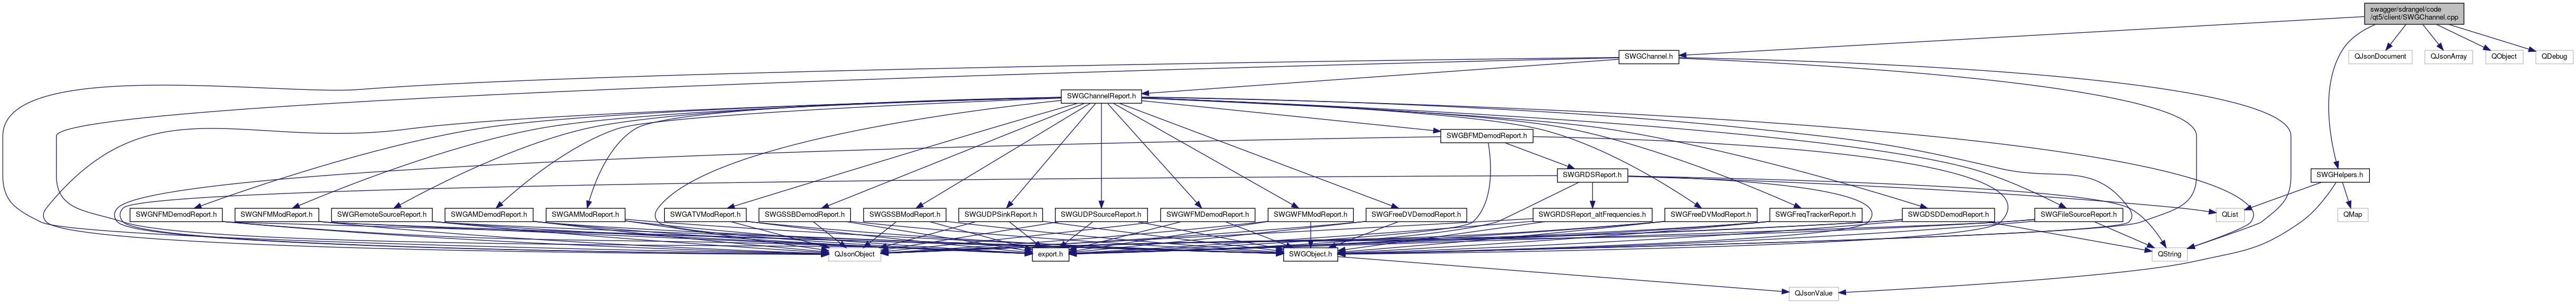 swagger/sdrangel/code
/qt5/client/SWGChannel.cpp
SWGChannel.h
QJsonDocument
QJsonArray
QObject
QDebug
SWGChannelReport.h
SWGBFMDemodReport.h
SWGRDSReport.h
SWGHelpers.h
SWGNFMDemodReport.h
SWGNFMModReport.h
SWGRemoteSourceReport.h
SWGAMDemodReport.h
SWGAMModReport.h
SWGATVModReport.h
SWGSSBDemodReport.h
SWGSSBModReport.h
SWGUDPSinkReport.h
SWGUDPSourceReport.h
SWGWFMDemodReport.h
SWGWFMModReport.h
SWGFreeDVDemodReport.h
SWGRDSReport_altFrequencies.h
SWGFreeDVModReport.h
SWGFreqTrackerReport.h
SWGDSDDemodReport.h
SWGFileSourceReport.h
QList
QMap
QJsonObject
export.h
SWGObject.h
QString
QJsonValue